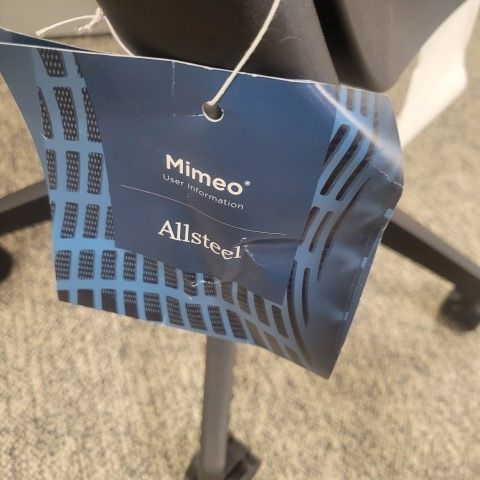 Mimeo®
User Information
Allsteel